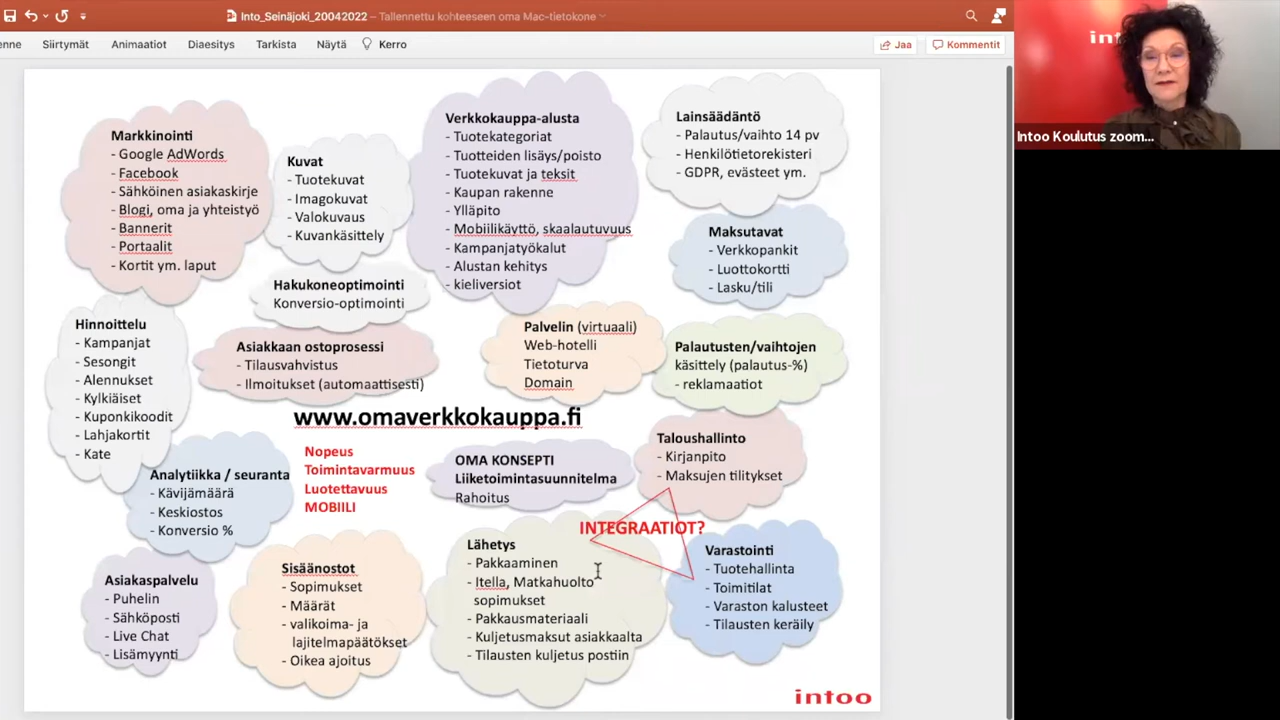 Into_Seinäjoki_20042022 – Tallennettu kohteeseen oma Mac-tietokone
enne Siirtymät Animaatiot Diaesitys Tarkista Näytä Kerro Jaa Kommentit
Intoo Koulutus zoom...
Markkinointi
- Google AdWords
- Facebook
- Sähköinen asiakaskirje
- Blogi, oma ja yhteistyö
- Bannerit
- Portaalit
- Kortit ym. laput
Kuvat
- Tuotekuvat
- Imagokuvat
- Valokuvaus
- Kuvankäsittely
Verkkokauppa-alusta
- Tuotekategoriat
- Tuotteiden lisäys/poisto
- Tuotekuvat ja teksit
- Kaupan rakenne
- Ylläpito
- Mobiilikäyttö, skaalautuvuus
- Kampanjatyökalut
- Alustan kehitys
- kieliversiot
Lainsäädäntö
- Palautus/vaihto 14 pv
- Henkilötietorekisteri
- GDPR, evästeet ym.
Maksutavat
- Verkkopankit
- Luottokortti
- Lasku/tili
Hakukoneoptimointi
Konversio-optimointi
Hinnoittelu
- Kampanjat
- Sesongit
- Alennukset
- Kylkiäiset
- Kuponkikoodit
- Lahjakortit
- Kate
Asiakkaan ostoprosessi
- Tilausvahvistus
- Ilmoitukset (automaattisesti)
Palvelin (virtuaali)
Web-hotelli
Tietoturva
Domain
Palautusten/vaihtojen
käsittely (palautus-%)
- reklamaatiot
www.omaverkkokauppa.fi
Nopeus
Toimintavarmuus
Luotettavuus
MOBIILI
OMA KONSEPTI
Liiketoimintasuunnitelma
Rahoitus
Taloushallinto
- Kirjanpito
- Maksujen tilitykset
Analytiikka / seuranta
- Kävijämäärä
- Keskiostos
- Konversio %
INTEGRAATIOT?
Asiakaspalvelu
- Puhelin
- Sähköposti
- Live Chat
- Lisämyynti
Sisäänostot
- Sopimukset
- Määrät
- valikoima- ja
lajitelmapäätökset
- Oikea ajoitus
Lähetys
- Pakkaaminen
- Itella, Matkahuolto
sopimukset
- Pakkausmateriaali
- Kuljetusmaksut asiakkaalta
- Tilausten kuljetus postiin
Varastointi
- Tuotehallinta
- Toimitilat
- Varaston kalusteet
- Tilausten keräily
intoo